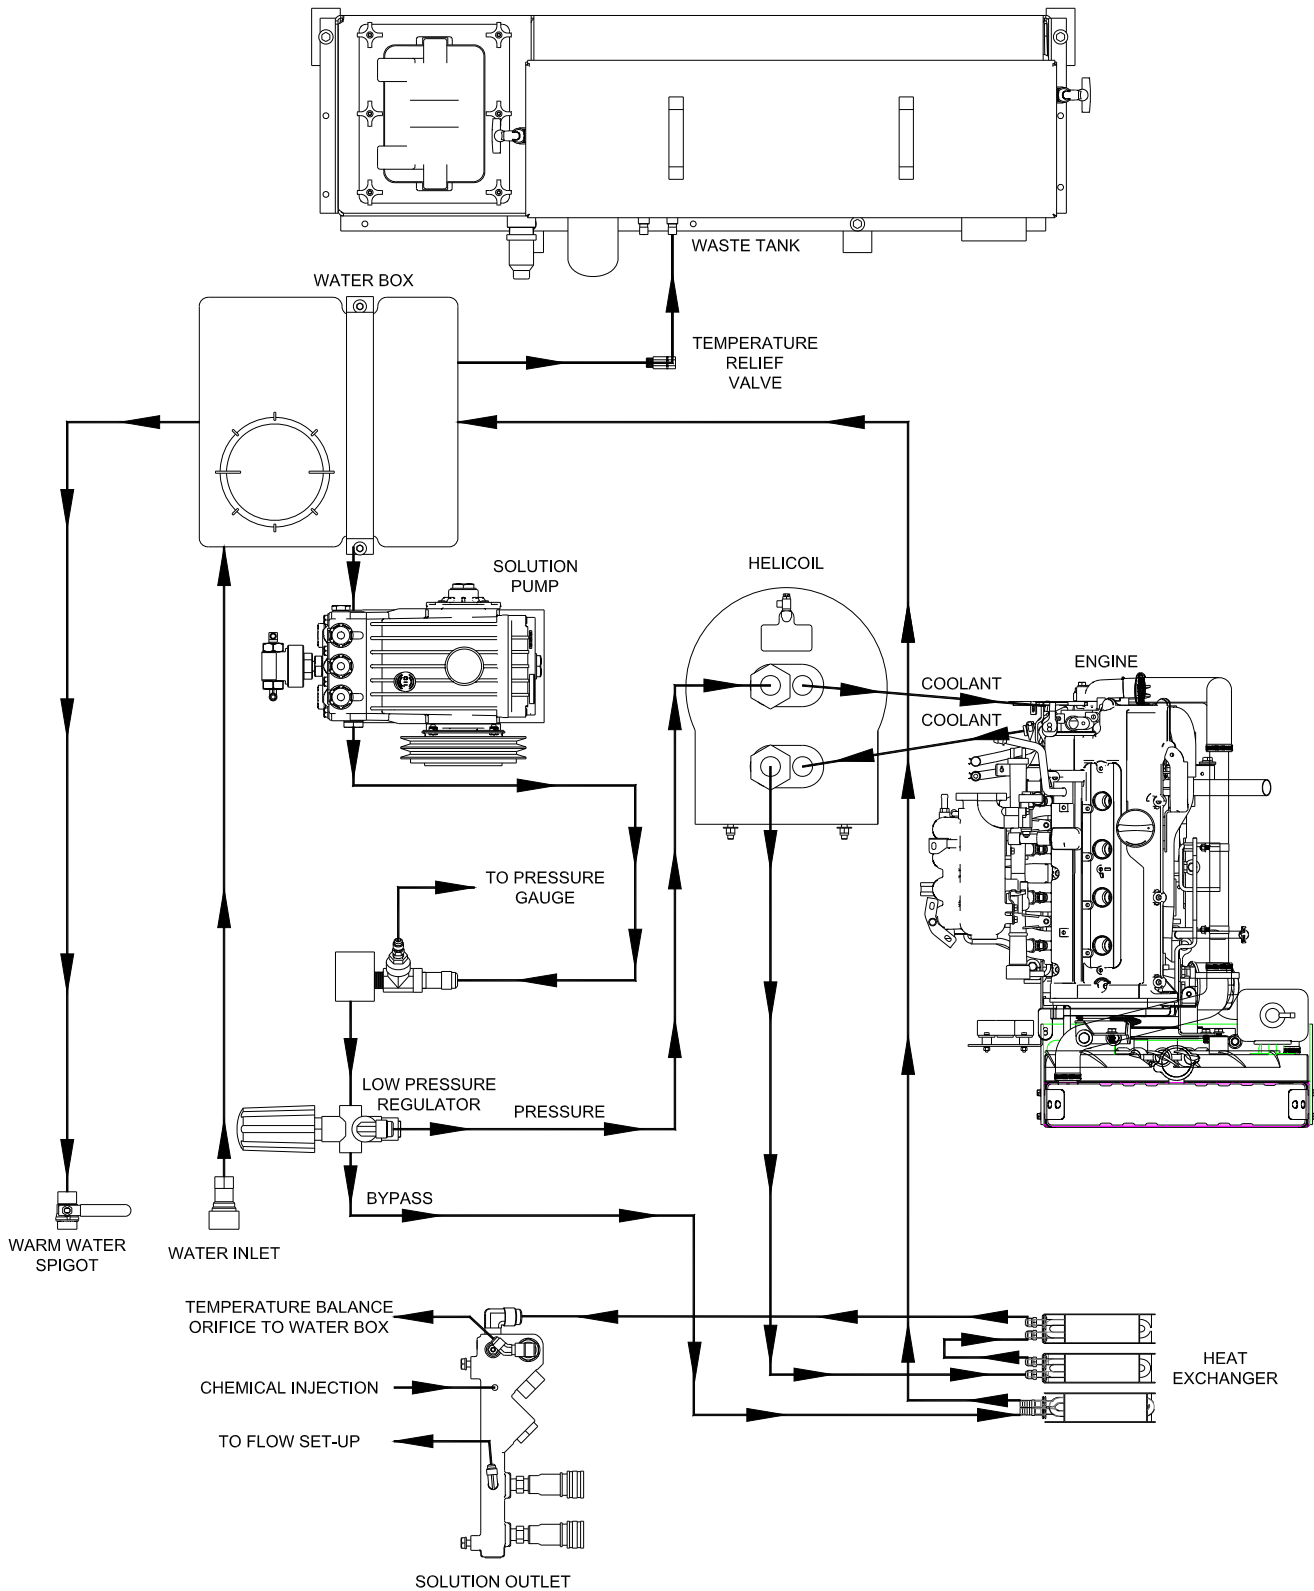 WASTE TANK
WATER BOX
TEMPERATURE
RELIEF
VALVE
SOLUTION
PUMP
HELICOIL
ENGINE
COOLANT
COOLANT
TO PRESSURE
GAUGE
LOW PRESSURE
REGULATOR
PRESSURE
BYPASS
WARM WATER
SPIGOT
WATER INLET
TEMPERATURE BALANCE
ORIFICE TO WATER BOX
HEAT
EXCHANGER
CHEMICAL INJECTION
TO FLOW SET-UP
SOLUTION OUTLET